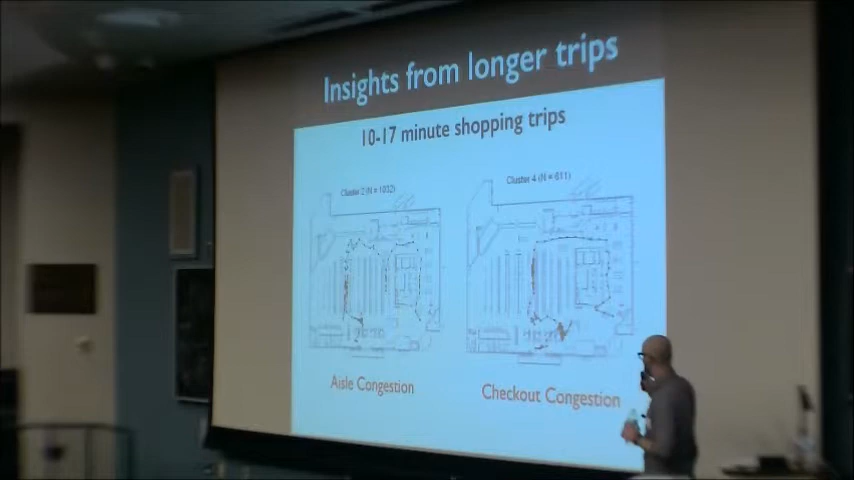 Insights from longer trips
10-17 minute shopping trips
Cluster 2 (N = 1032)
Cluster 4 (N = 611)
Aisle Congestion
Checkout Congestion